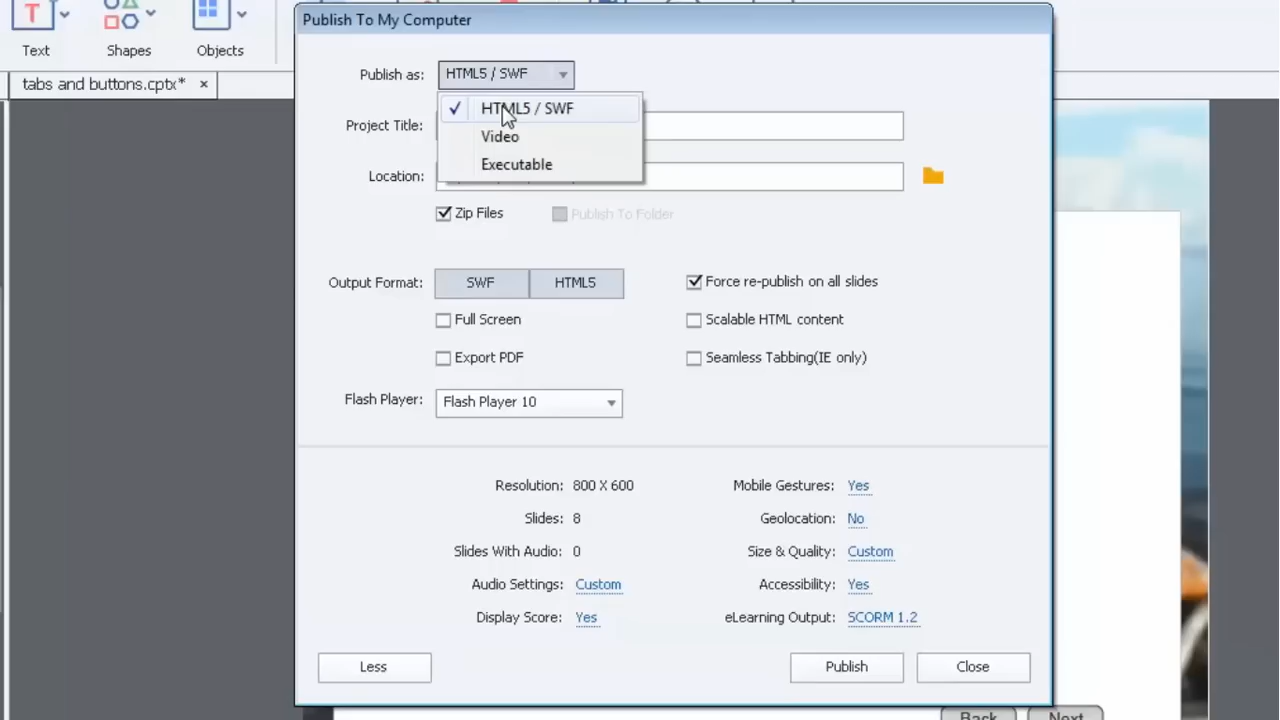 Text
Shapes
Objects
tabs and buttons.cptx* ×
Publish To My Computer
Publish as: HTML5 / SWF
HTML5 / SWF
Video
Executable
Project Title:
Location:
Zip Files
Publish To Folder
Output Format: SWF HTML5
Force re-publish on all slides
Full Screen
Scalable HTML content
Export PDF
Seamless Tabbing(IE only)
Flash Player: Flash Player 10
Resolution: 800 X 600
Mobile Gestures: Yes
Slides: 8
Geolocation: No
Slides With Audio: 0
Size & Quality: Custom
Audio Settings: Custom
Accessibility: Yes
Display Score: Yes
eLearning Output: SCORM 1.2
Less
Publish
Close
Back
Next